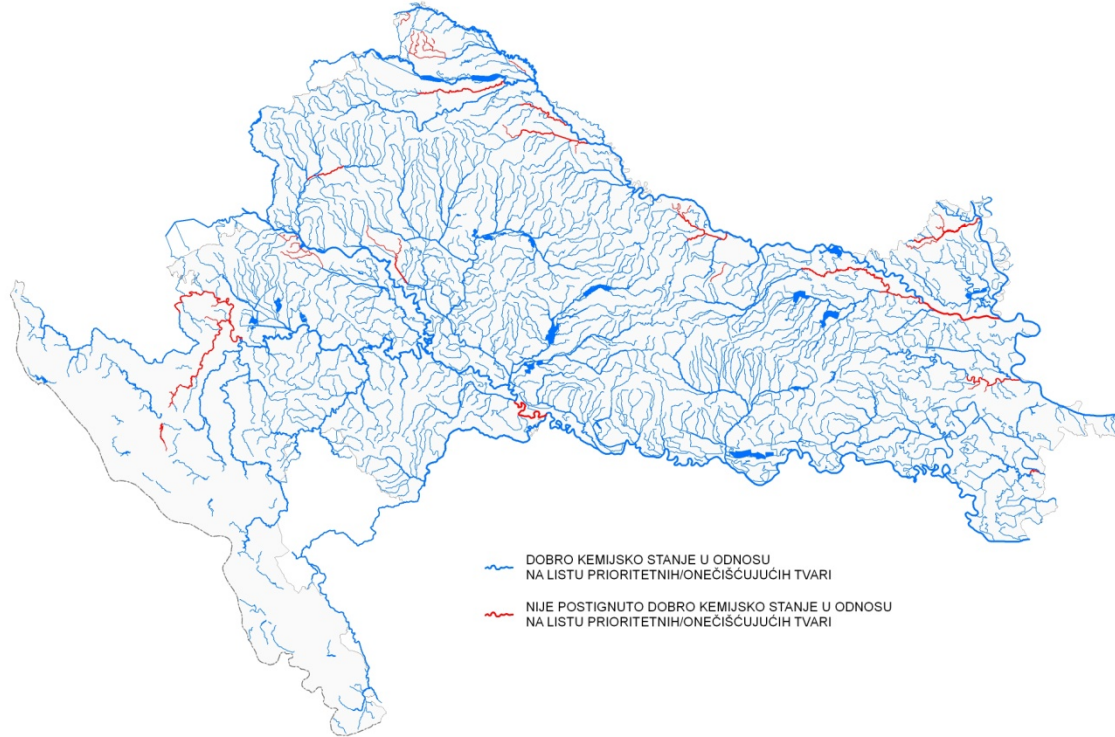 DOBRO KEMIJSKO STANJE U ODNOSU
NA LISTU PRIORITETNIH/ONEČIŠĆUJUĆIH TVARI
NIJE POSTIGNUTO DOBRO KEMIJSKO STANJE U ODNOSU
NA LISTU PRIORITETNIH/ONEČIŠĆUJUĆIH TVARI